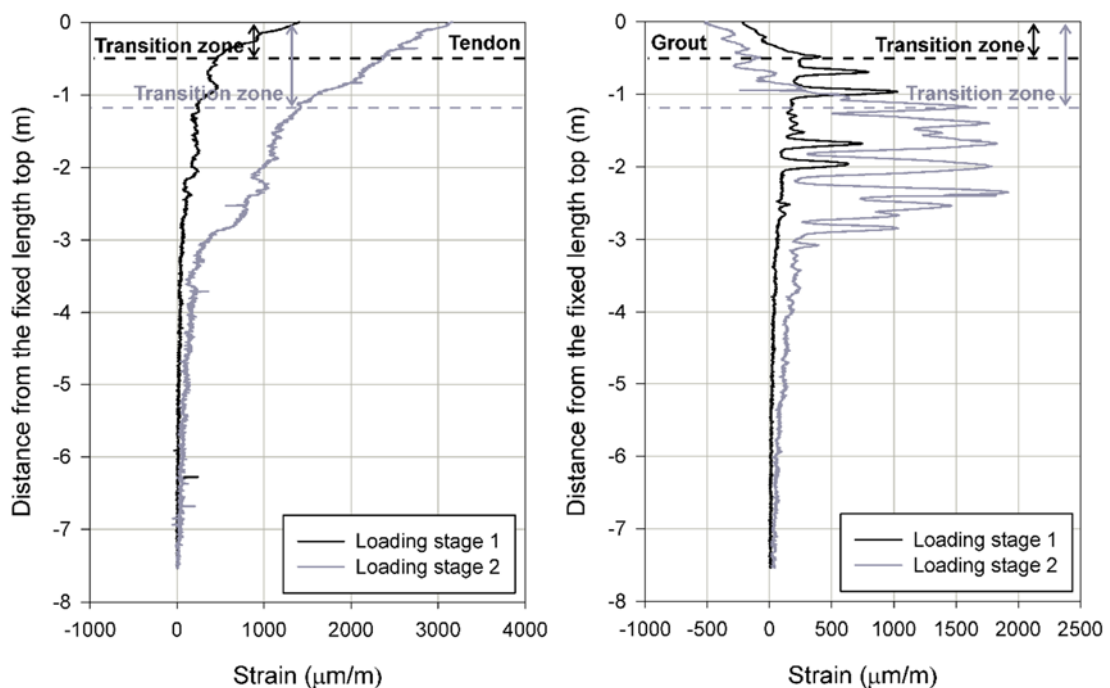 0
Transition zone
Tendon
Transition zone
-1
-2
-3
-4
-5
-6
-7
-8
Distance from the fixed length top (m)
Loading stage 1
Loading stage 2
-1000 0 1000 2000 3000 4000
Strain (μm/m)
0
Grout
Transition zone
Transition zone
-1
-2
-3
-4
-5
-6
-7
-8
Distance from the fixed length top (m)
Loading stage 1
Loading stage 2
-1000 -500 0 500 1000 1500 2000 2500
Strain (μm/m)